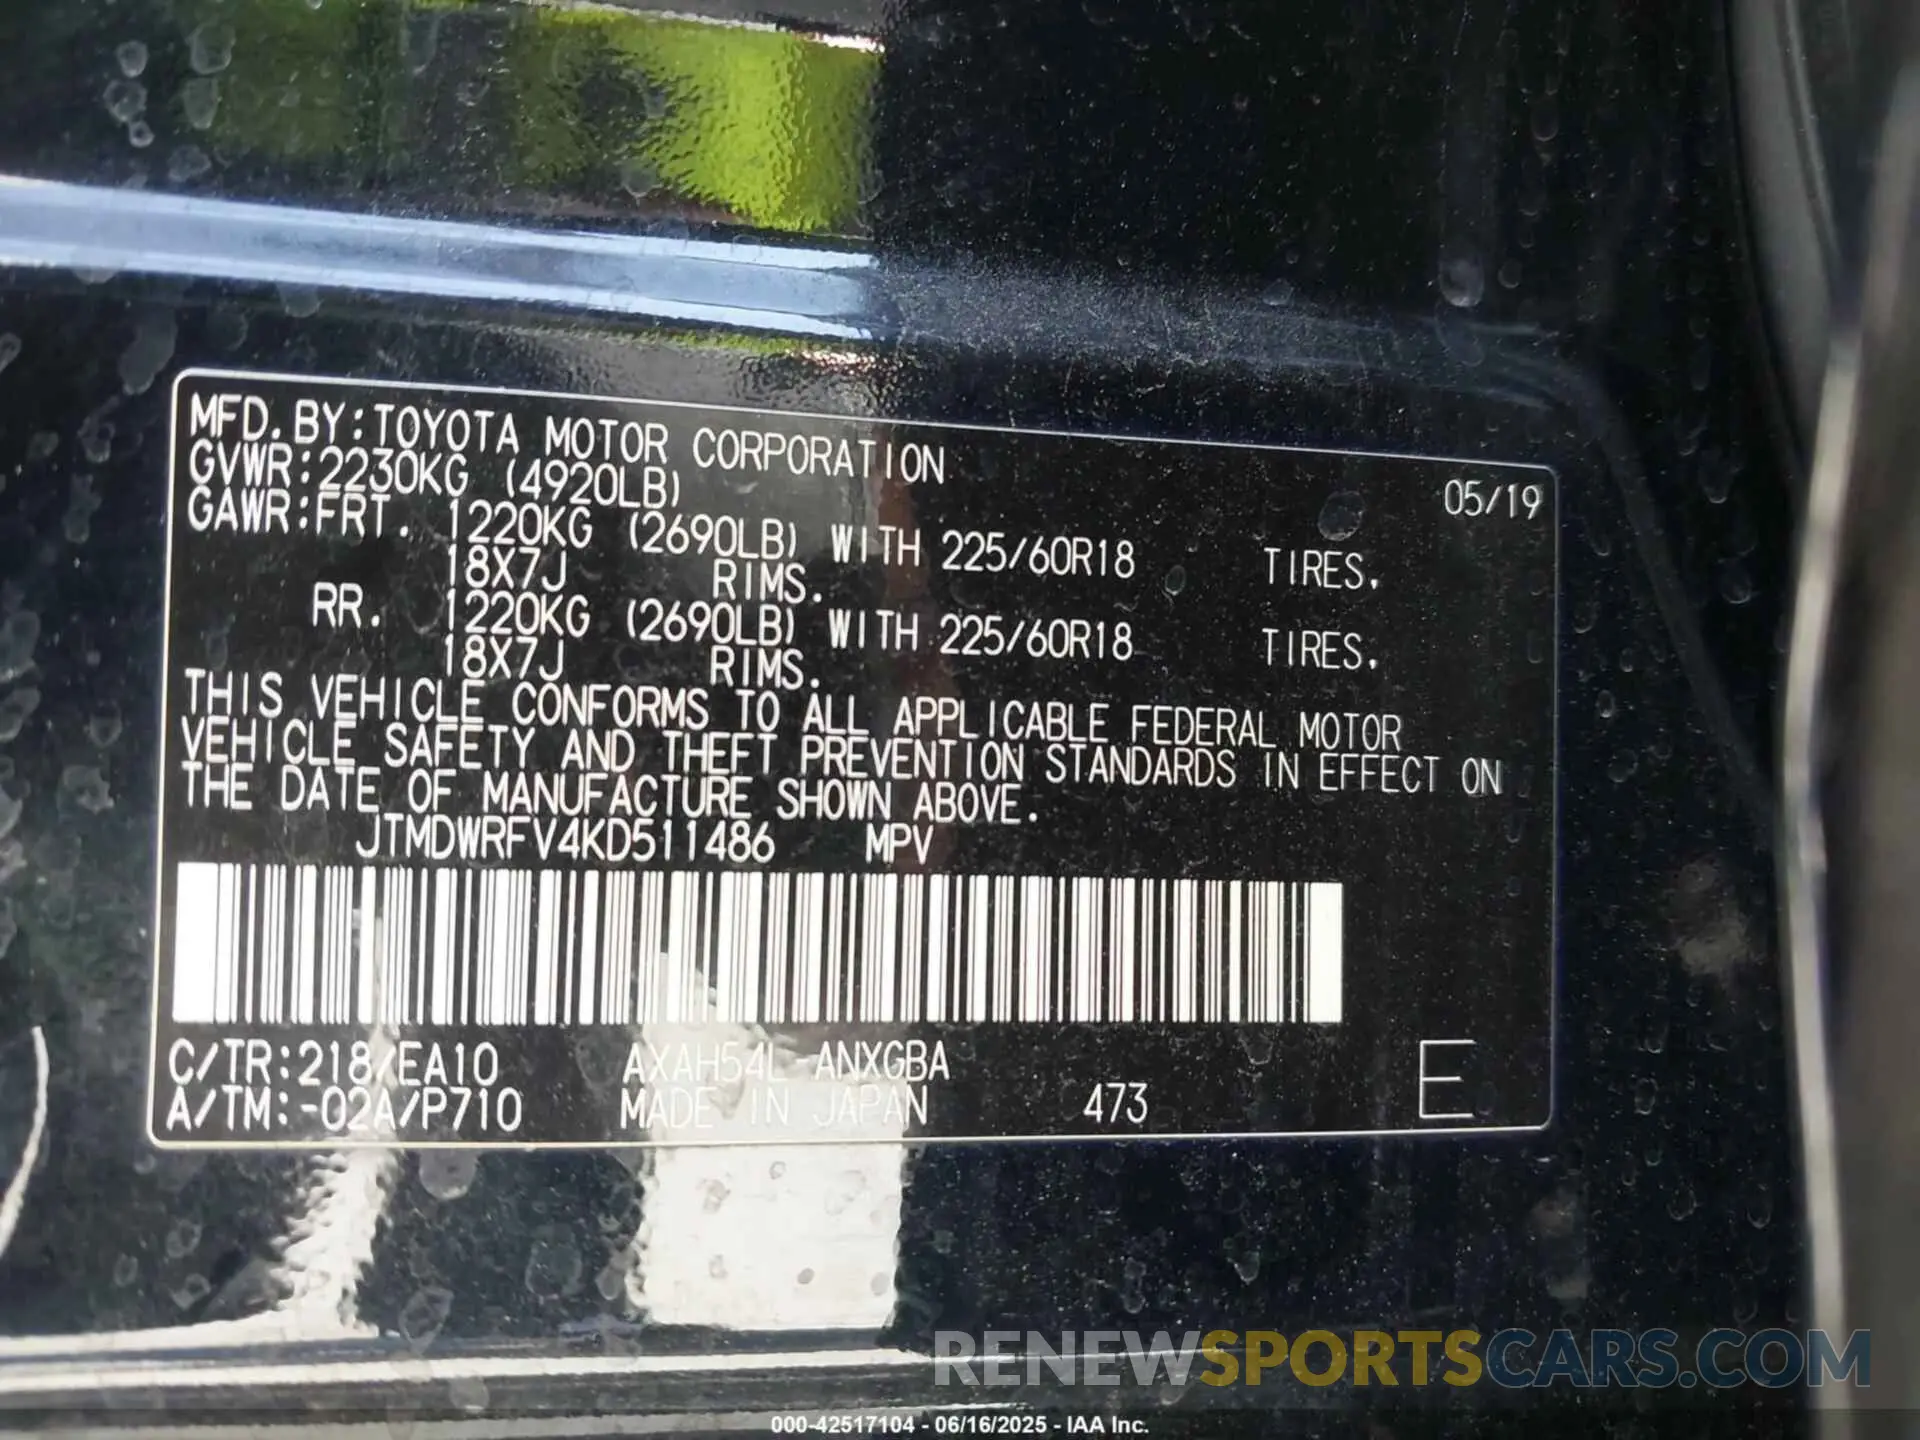 MFD.BY:TOYOTA MOTOR CORPORATION 05/19
GVWR:2230KG (4920LB)
GAWR:FRT. 1220KG (2690LB) WITH 225/60R18 TIRES,
18X7J RIMS.
RR. 1220KG (2690LB) WITH 225/60R18 TIRES,
18X7J RIMS.
THIS VEHICLE CONFORMS TO ALL APPLICABLE FEDERAL MOTOR
VEHICLE SAFETY AND THEFT PREVENTION STANDARDS IN EFFECT ON
THE DATE OF MANUFACTURE SHOWN ABOVE.
JTMDWRFV4KD511486 MPV
C/TR:218/EA10 AXAH54L-ANXGBA
A/TM:-02A/P710 MADE IN JAPAN 473 E
RENEWSPORTSCARS.COM
000-42517104 - 06/16/2025 - IAA Inc.